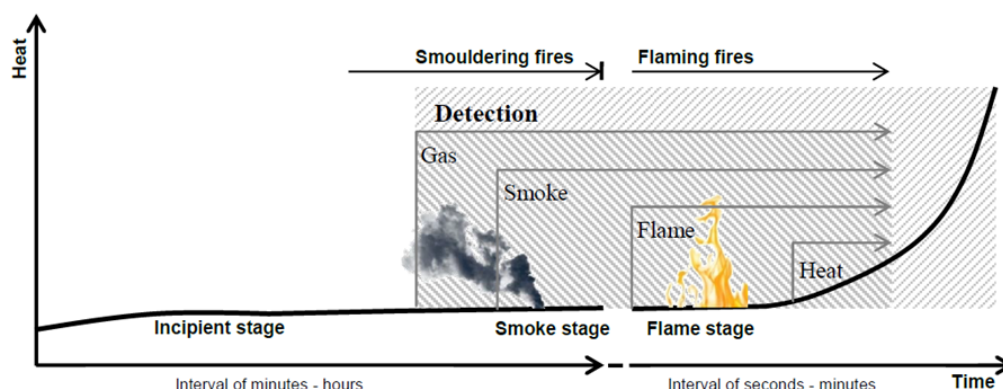 Heat
Smouldering fires
Flaming fires
Detection
Gas
Smoke
Flame
Heat
Incipient stage
Smoke stage
Flame stage
Interval of minutes - hours
Interval of seconds - minutes
Time